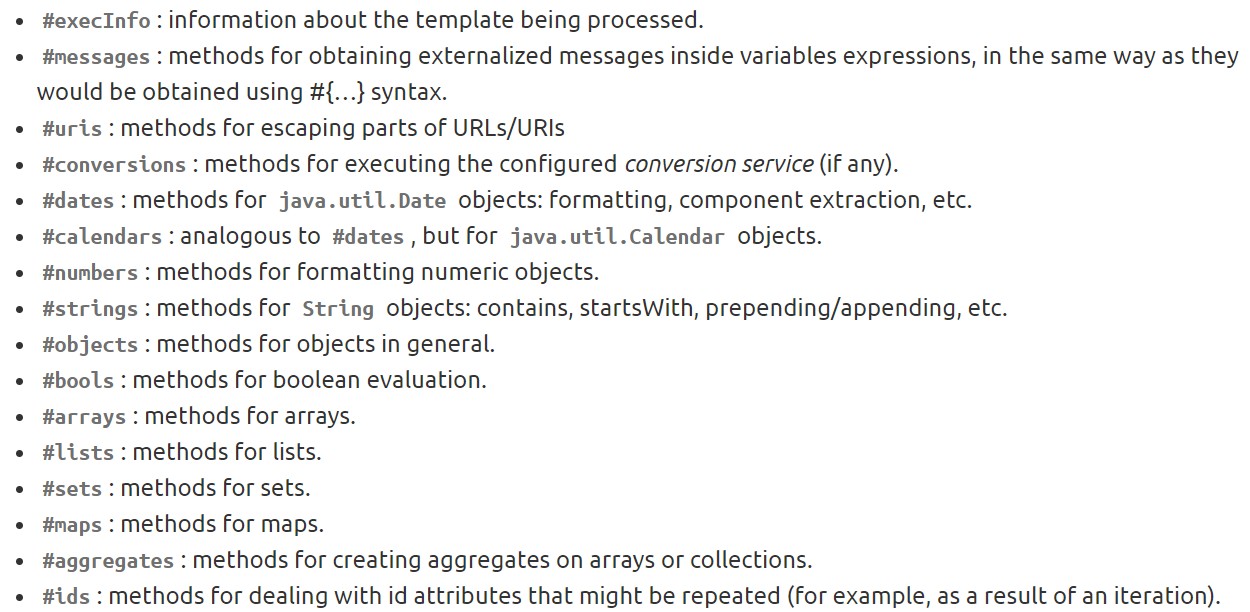 • #execInfo : information about the template being processed.
• #messages : methods for obtaining externalized messages inside variables expressions, in the same way as they
would be obtained using #{…} syntax.
• #uris : methods for escaping parts of URLs/URIs
• #conversions : methods for executing the configured conversion service (if any).
• #dates : methods for java.util.Date objects: formatting, component extraction, etc.
• #calendars : analogous to #dates , but for java.util.Calendar objects.
• #numbers : methods for formatting numeric objects.
• #strings : methods for String objects: contains, startsWith, prepending/appending, etc.
• #objects : methods for objects in general.
• #bools : methods for boolean evaluation.
• #arrays : methods for arrays.
• #lists : methods for lists.
• #sets : methods for sets.
• #maps : methods for maps.
• #aggregates : methods for creating aggregates on arrays or collections.
• #ids : methods for dealing with id attributes that might be repeated (for example, as a result of an iteration).